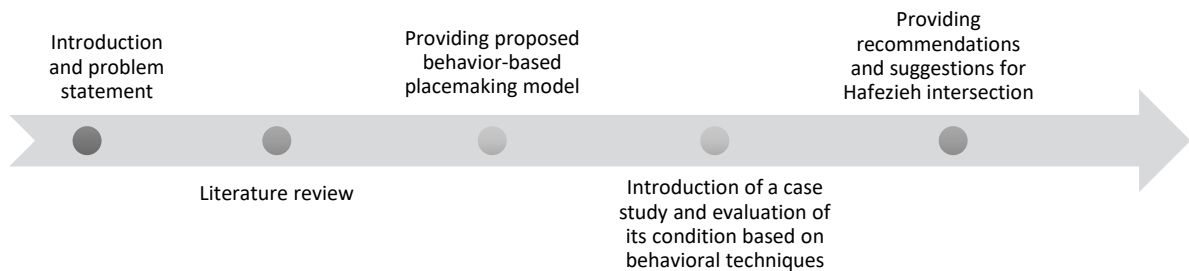 Introduction
and problem
statement
Literature review
Providing proposed
behavior-based
placemaking model
Introduction of a case
study and evaluation of
its condition based on
behavioral techniques
Providing
recommendations
and suggestions for
Hafezieh intersection